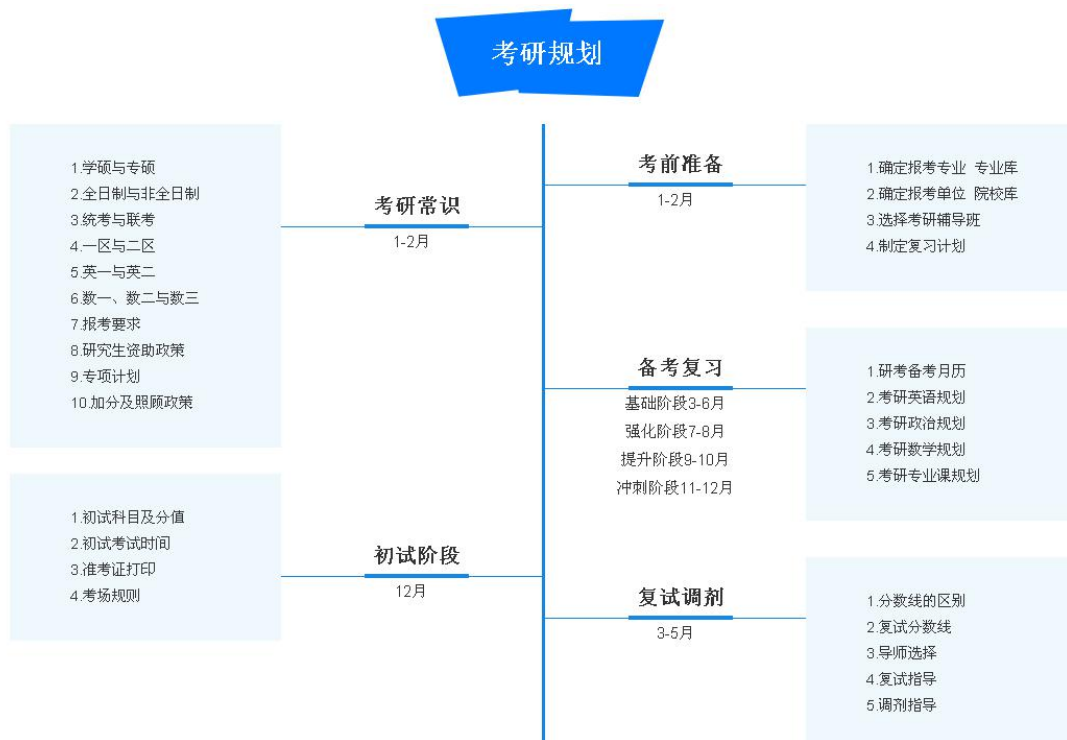 考研规划
考研常识
1-2月
1.学硕与专硕
2.全日制与非全日制
3.统考与联考
4.一区与二区
5.英一与英二
6.数一、数二与数三
7.报考要求
8.研究生资助政策
9.专项计划
10.加分及照顾政策
考前准备
1-2月
1.确定报考专业 专业库
2.确定报考单位 院校库
3.选择考研辅导班
4.制定复习计划
备考复习
基础阶段3-6月
强化阶段7-8月
提升阶段9-10月
冲刺阶段11-12月
1.研考备考月历
2.考研英语规划
3.考研政治规划
4.考研数学规划
5.考研专业课规划
初试阶段
12月
1.初试科目及分值
2.初试考试时间
3.准考证打印
4.考场规则
复试调剂
3-5月
1.分数线的区别
2.复试分数线
3.导师选择
4.复试指导
5.调剂指导